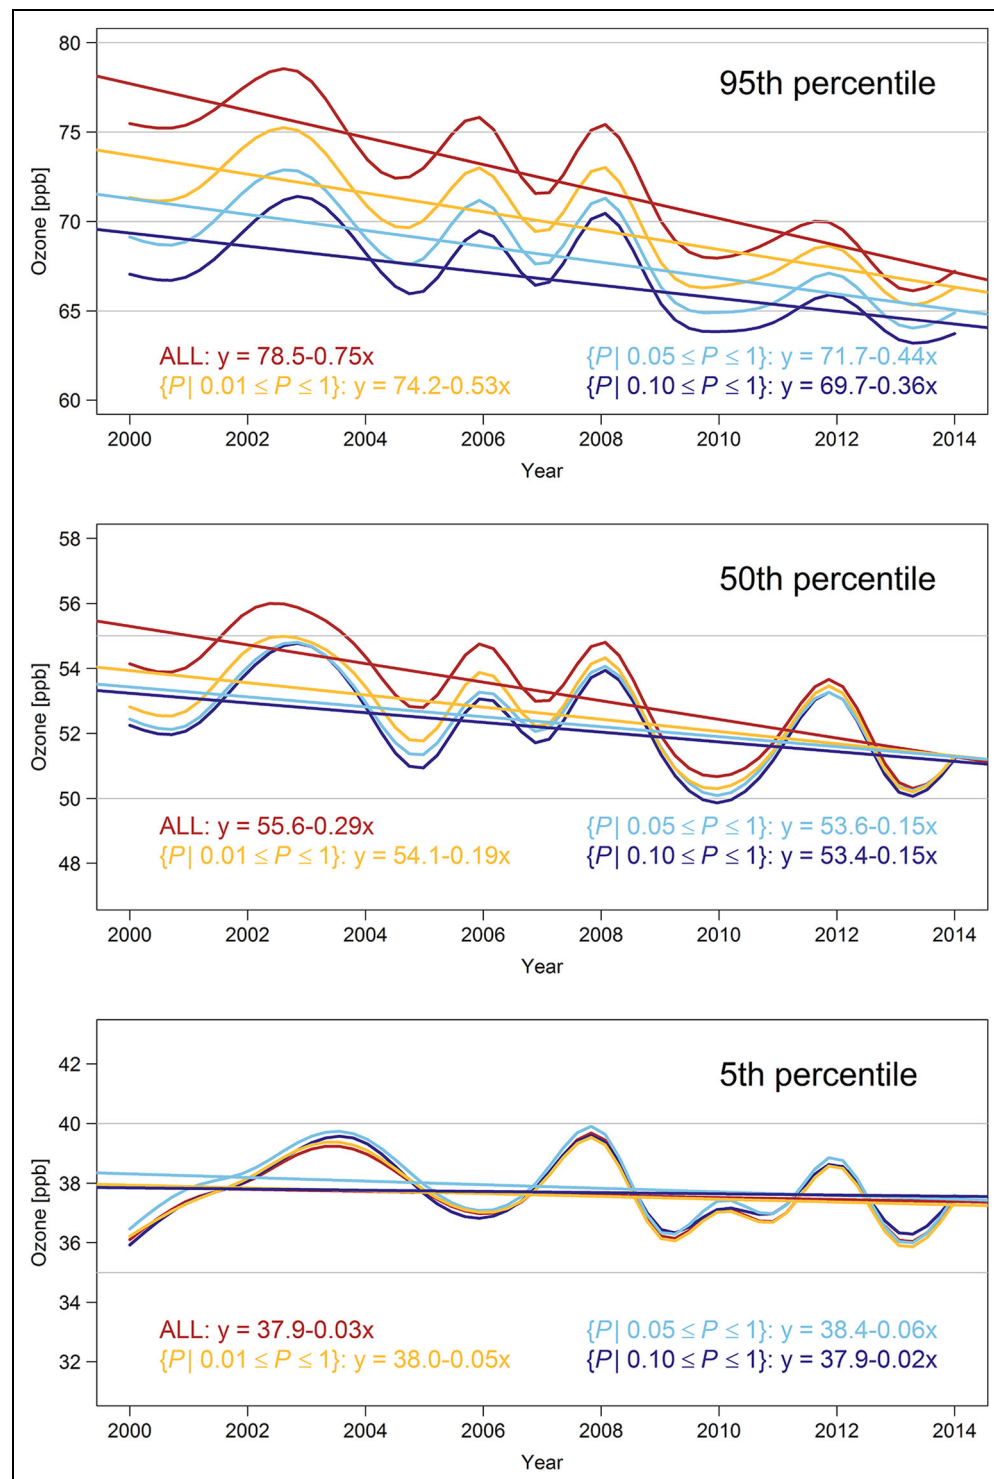 95th percentile
Ozone [ppb]
80
75
70
65
60
ALL: y = 78.5-0.75x
{P| 0.01 ≤ P ≤ 1}: y = 74.2-0.53x
{P| 0.05 ≤ P ≤ 1}: y = 71.7-0.44x
{P| 0.10 ≤ P ≤ 1}: y = 69.7-0.36x
2000 2002 2004 2006 2008 2010 2012 2014
Year
50th percentile
Ozone [ppb]
58
56
54
52
50
48
ALL: y = 55.6-0.29x
{P| 0.01 ≤ P ≤ 1}: y = 54.1-0.19x
{P| 0.05 ≤ P ≤ 1}: y = 53.6-0.15x
{P| 0.10 ≤ P ≤ 1}: y = 53.4-0.15x
2000 2002 2004 2006 2008 2010 2012 2014
Year
5th percentile
Ozone [ppb]
42
40
38
36
34
32
ALL: y = 37.9-0.03x
{P| 0.01 ≤ P ≤ 1}: y = 38.0-0.05x
{P| 0.05 ≤ P ≤ 1}: y = 38.4-0.06x
{P| 0.10 ≤ P ≤ 1}: y = 37.9-0.02x
2000 2002 2004 2006 2008 2010 2012 2014
Year